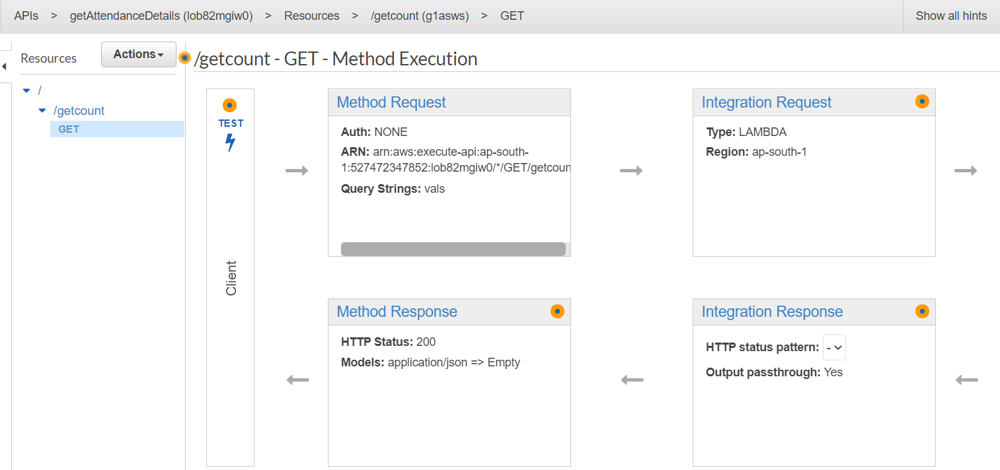 APIs > getAttendanceDetails (lob82mgiw0) > Resources > /getcount (g1asws) > GET
Show all hints
Resources
Actions
/
/getcount
GET
/getcount - GET - Method Execution
TEST
Client
Method Request
Auth: NONE
ARN: arn:aws:execute-api:ap-south-
1:527472347852:lob82mgiw0/*/GET/getcoun
Query Strings: vals
Integration Request
Type: LAMBDA
Region: ap-south-1
Method Response
HTTP Status: 200
Models: application/json => Empty
Integration Response
HTTP status pattern: -
Output passthrough: Yes